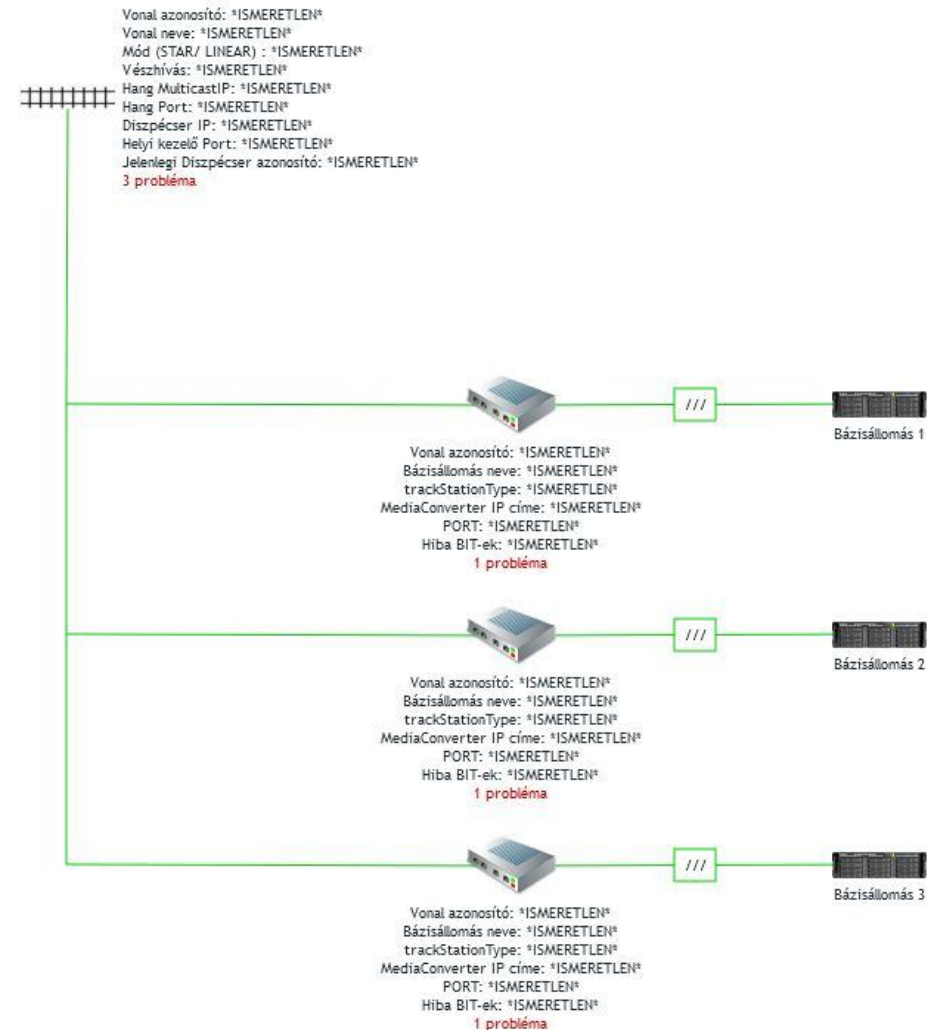 Vonal azonosító: *ISMERETLEN*
Vonal neve: *ISMERETLEN*
Mód (STAR/ LINEAR) : *ISMERETLEN*
Vészhívás: *ISMERETLEN*
Hang MulticastIP: *ISMERETLEN*
Hang Port: *ISMERETLEN*
Diszpécser IP: *ISMERETLEN*
Helyi kezelő Port: *ISMERETLEN*
Jelenlegi Diszpécser azonosító: *ISMERETLEN*
3 probléma
///
Bázisállomás 1
Vonal azonosító: *ISMERETLEN*
Bázisállomás neve: *ISMERETLEN*
trackStationType: *ISMERETLEN*
MediaConverter IP címe: *ISMERETLEN*
PORT: *ISMERETLEN*
Hiba BIT-ek: *ISMERETLEN*
1 probléma
///
Bázisállomás 2
Vonal azonosító: *ISMERETLEN*
Bázisállomás neve: *ISMERETLEN*
trackStationType: *ISMERETLEN*
MediaConverter IP címe: *ISMERETLEN*
PORT: *ISMERETLEN*
Hiba BIT-ek: *ISMERETLEN*
1 probléma
///
Bázisállomás 3
Vonal azonosító: *ISMERETLEN*
Bázisállomás neve: *ISMERETLEN*
trackStationType: *ISMERETLEN*
MediaConverter IP címe: *ISMERETLEN*
PORT: *ISMERETLEN*
Hiba BIT-ek: *ISMERETLEN*
1 probléma